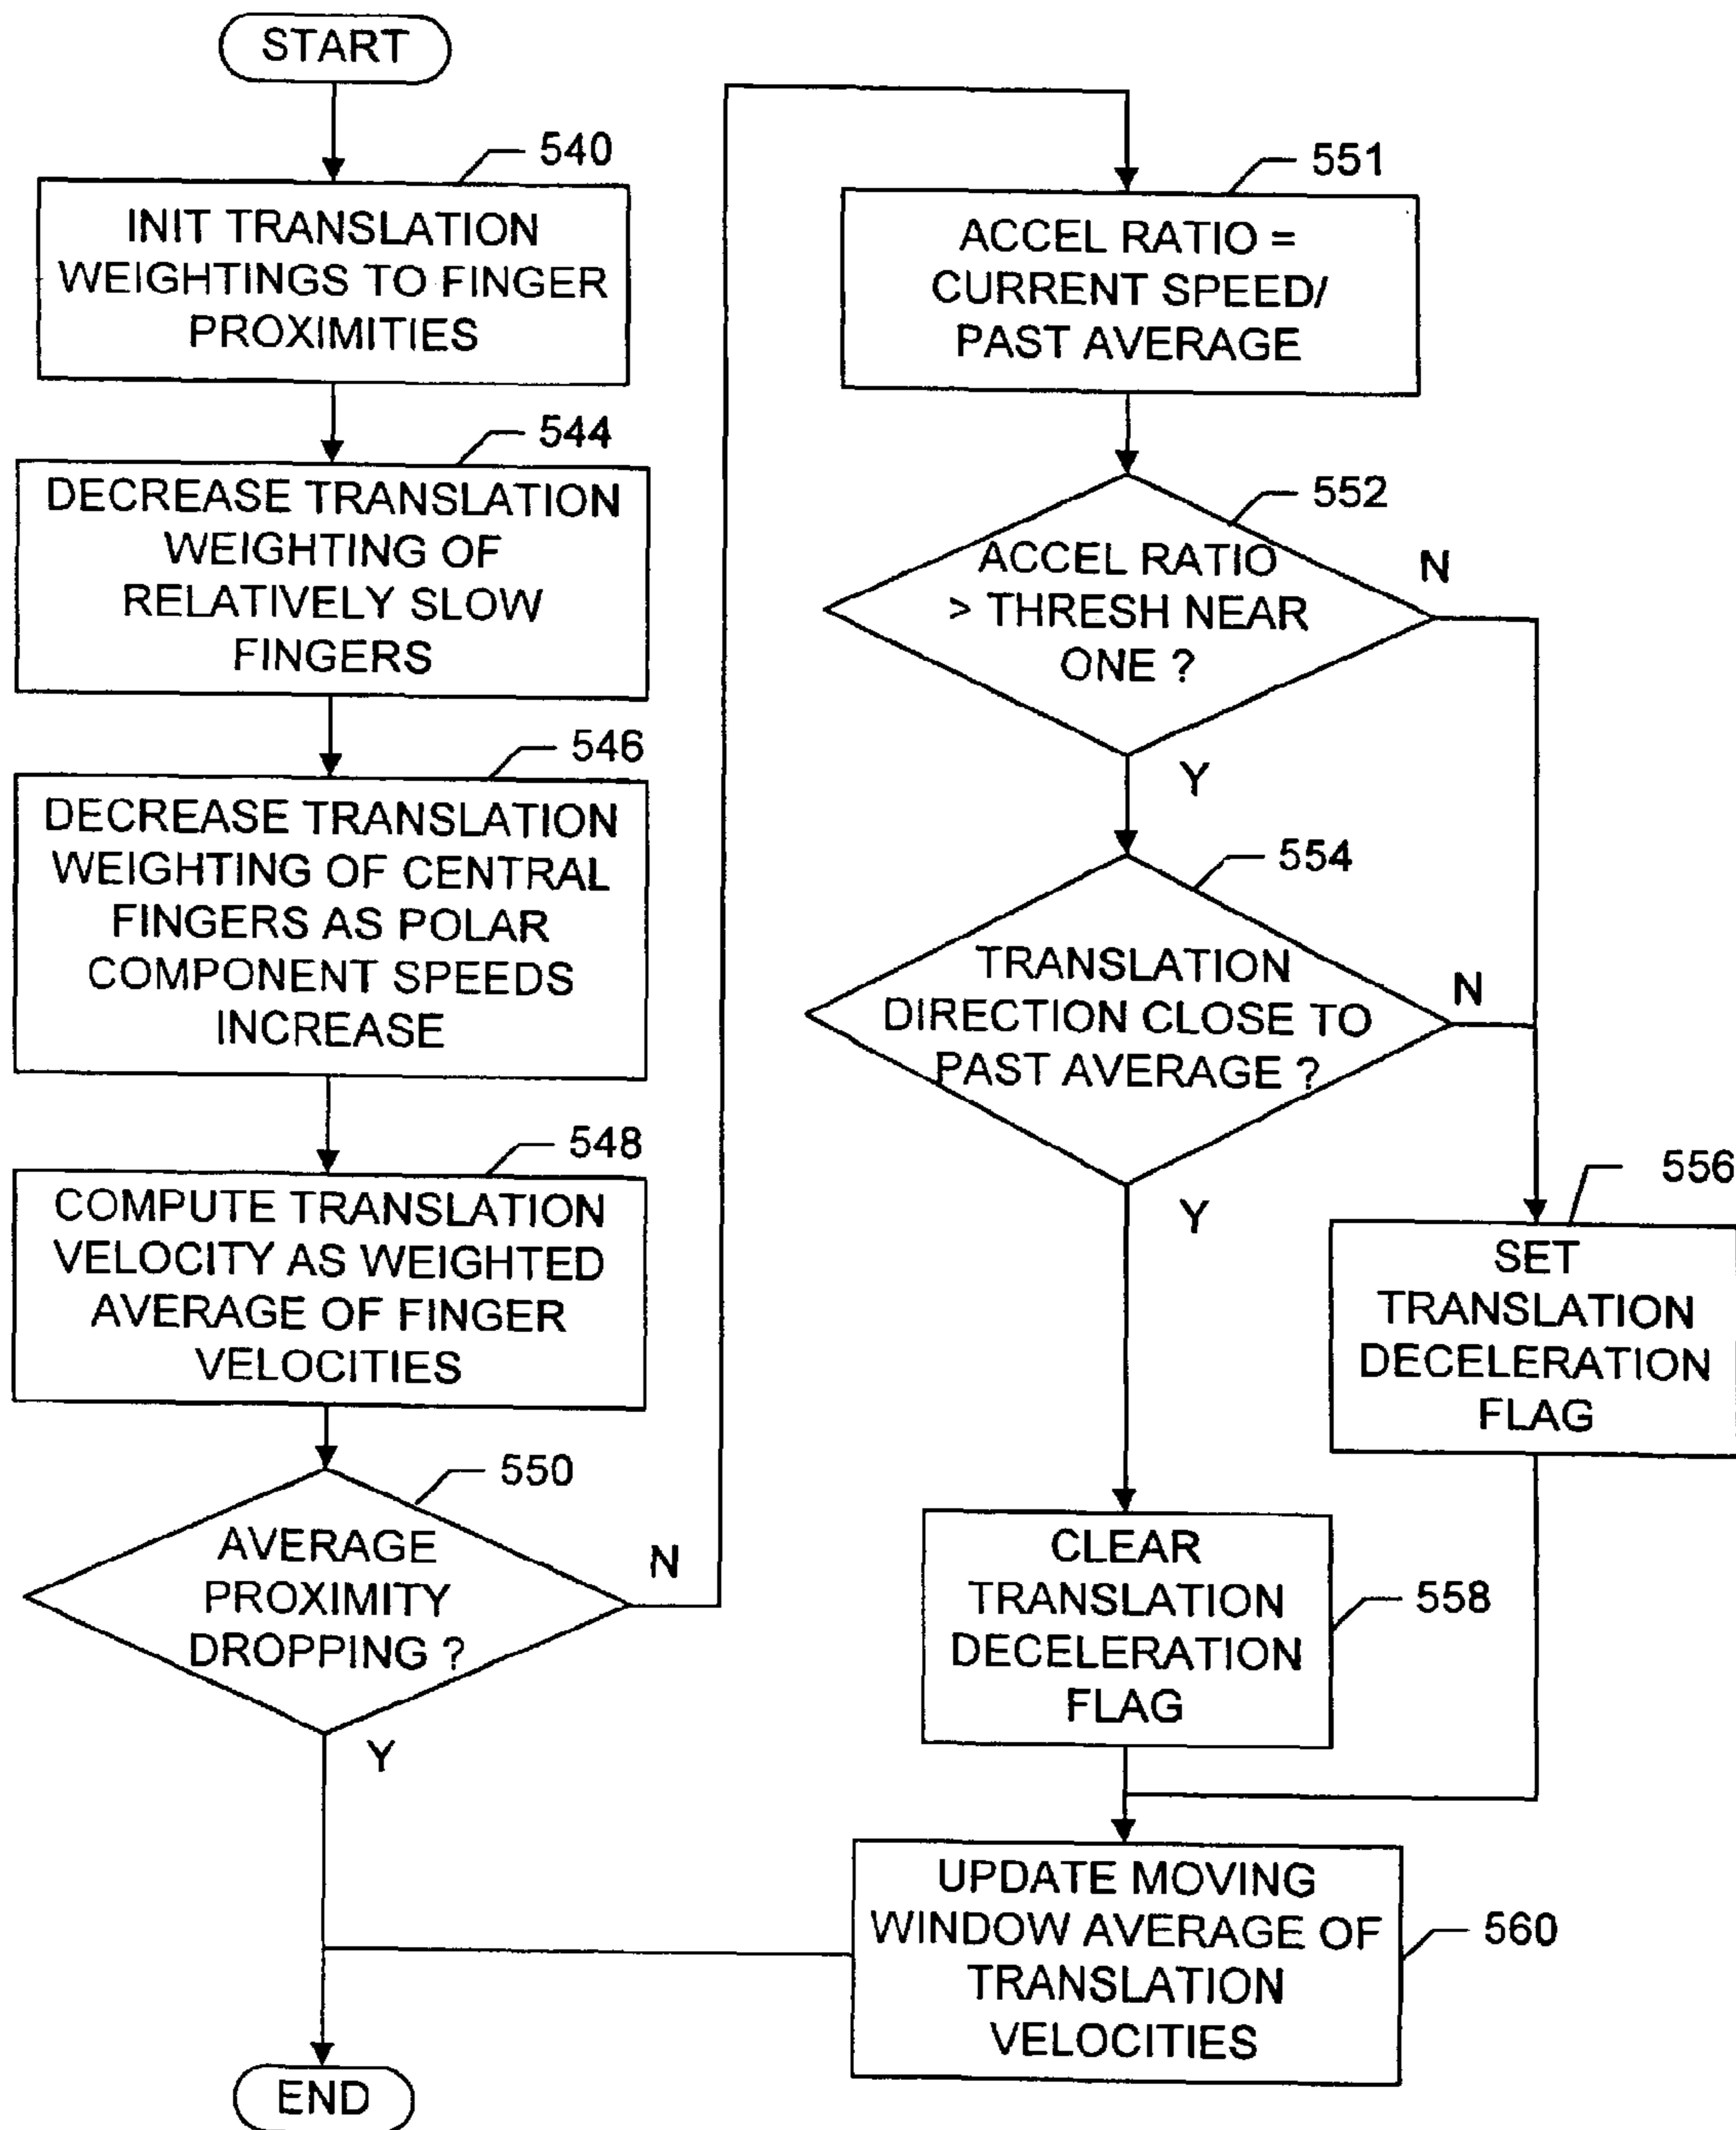 START
540
INIT TRANSLATION
WEIGHTINGS TO FINGER
PROXIMITIES
544
DECREASE TRANSLATION
WEIGHTING OF
RELATIVELY SLOW
FINGERS
546
DECREASE TRANSLATION
WEIGHTING OF CENTRAL
FINGERS AS POLAR
COMPONENT SPEEDS
INCREASE
548
COMPUTE TRANSLATION
VELOCITY AS WEIGHTED
AVERAGE OF FINGER
VELOCITIES
550
AVERAGE
PROXIMITY
DROPPING ?
N
Y
END
551
ACCEL RATIO =
CURRENT SPEED/
PAST AVERAGE
552
ACCEL RATIO
> THRESH NEAR
ONE ?
N
Y
554
TRANSLATION
DIRECTION CLOSE TO
PAST AVERAGE ?
N
Y
556
SET
TRANSLATION
DECELERATION
FLAG
558
CLEAR
TRANSLATION
DECELERATION
FLAG
560
UPDATE MOVING
WINDOW AVERAGE OF
TRANSLATION
VELOCITIES